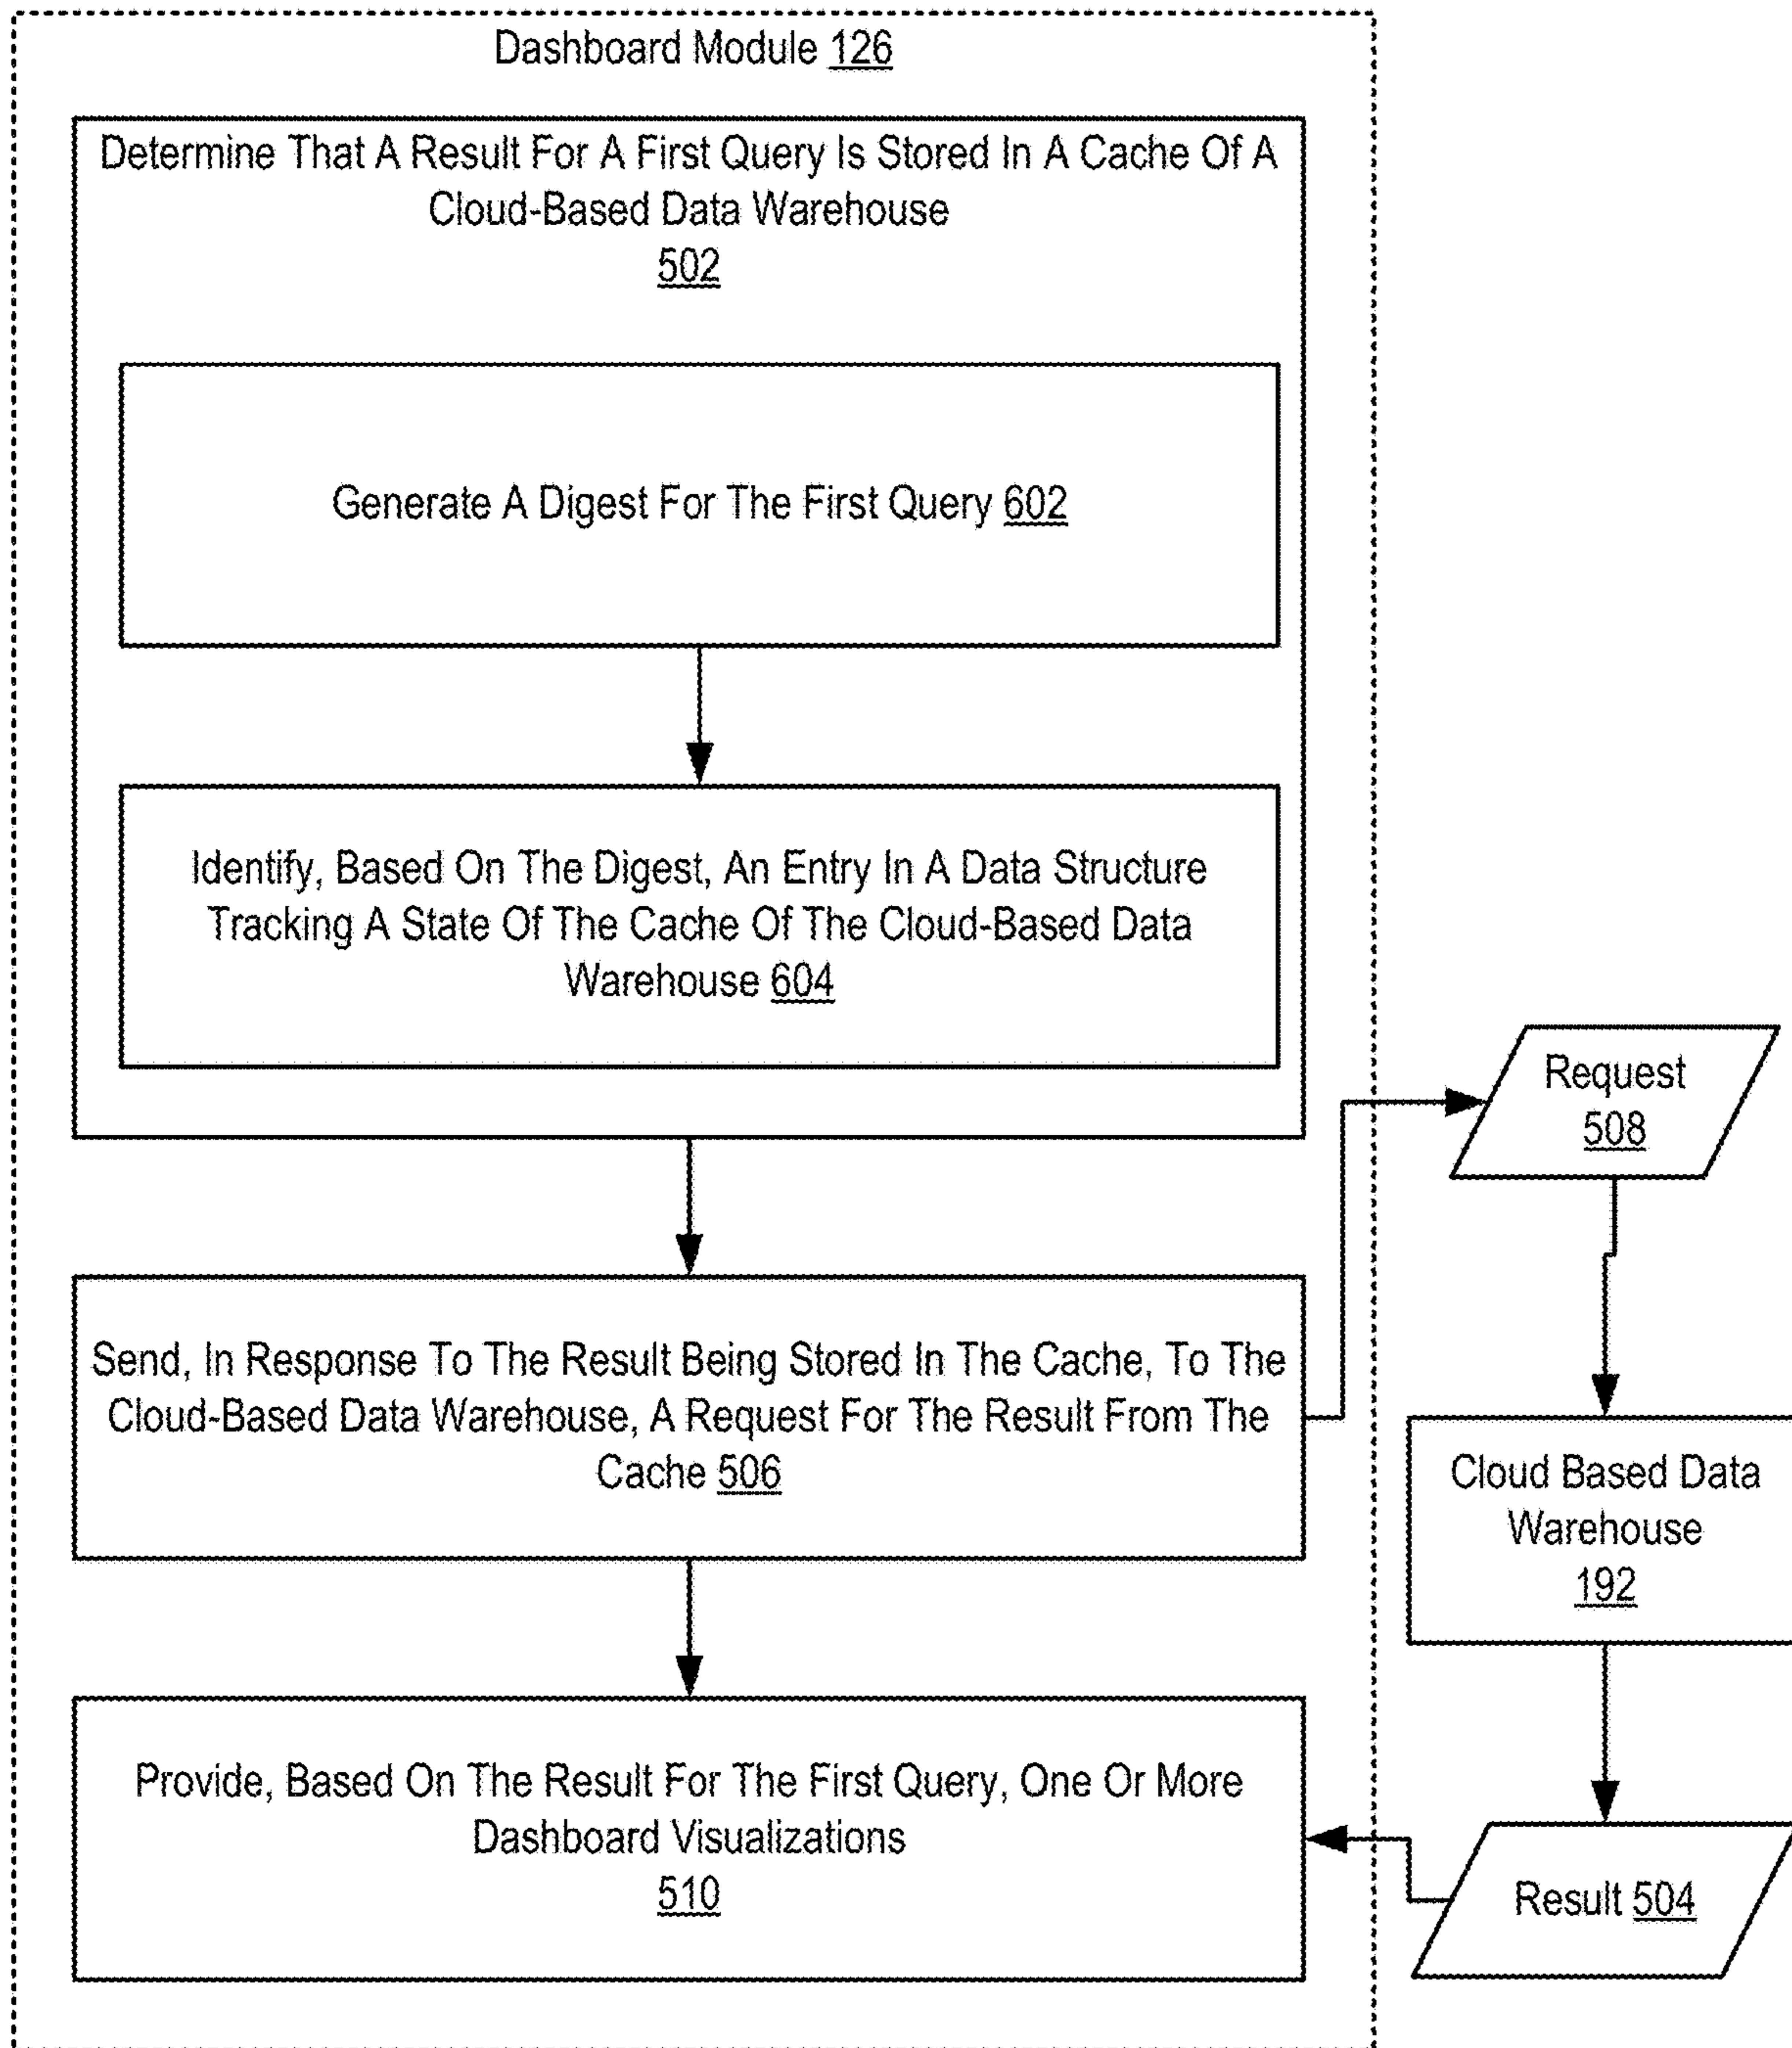 Dashboard Module 126
Determine That A Result For A First Query Is Stored In A Cache Of A
Cloud-Based Data Warehouse
502
Generate A Digest For The First Query 602
Identify, Based On The Digest, An Entry In A Data Structure
Tracking A State Of The Cache Of The Cloud-Based Data
Warehouse 604
Request
508
Send, In Response To The Result Being Stored In The Cache, To The
Cloud-Based Data Warehouse, A Request For The Result From The
Cache 506
Cloud Based Data
Warehouse
192
Provide, Based On The Result For The First Query, One Or More
Dashboard Visualizations
510
Result 504